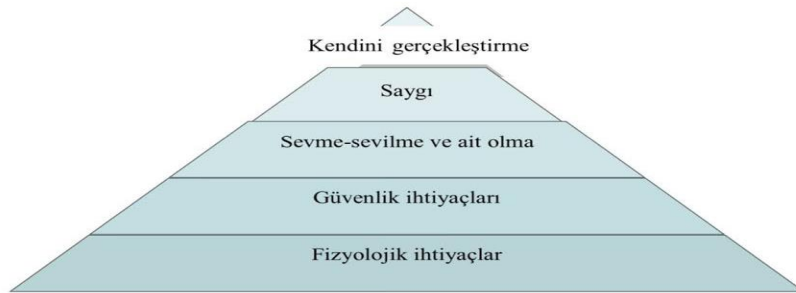 Kendini gerçekleştirme
Saygı
Sevme-sevilme ve ait olma
Güvenlik ihtiyaçları
Fizyolojik ihtiyaçlar